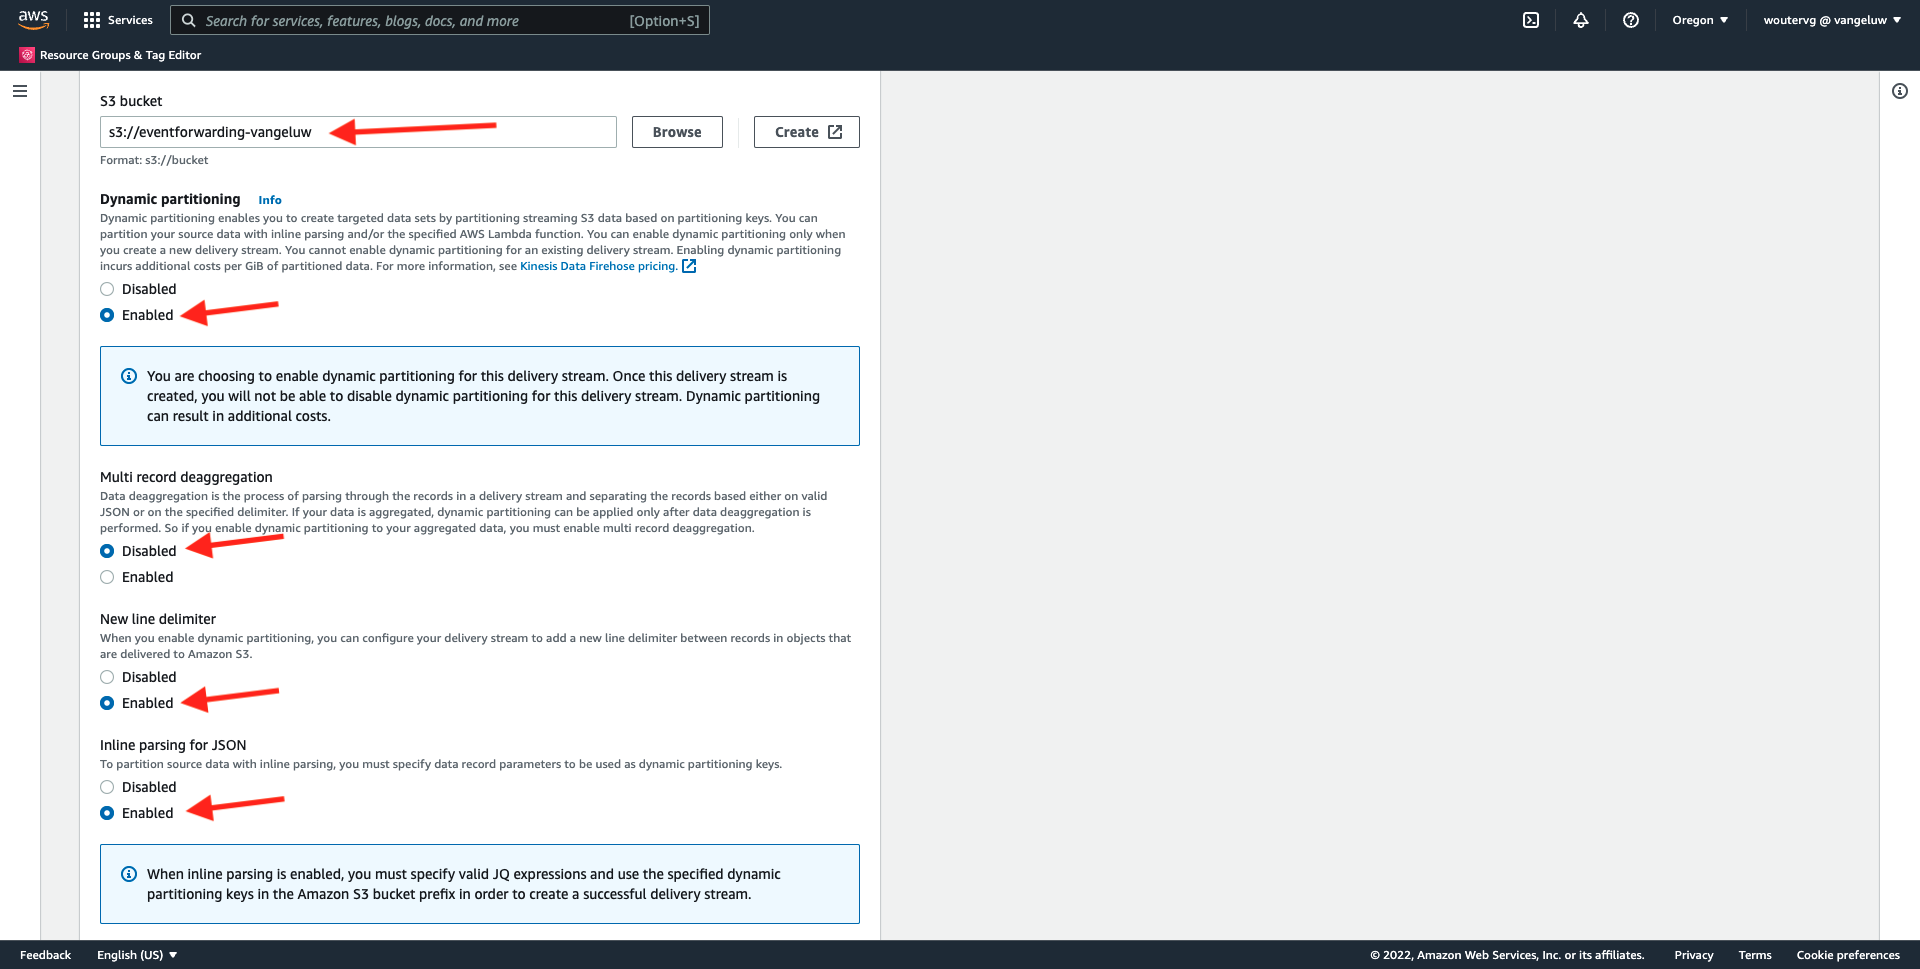 aws
Services
Search for services, features, blogs, docs, and more
[Option+S]
Oregon
woutervg @ vangeluw
Resource Groups & Tag Editor
S3 bucket
s3://eventforwarding-vangeluw
Browse
Create
Format: s3://bucket
Dynamic partitioning Info
Dynamic partitioning enables you to create targeted data sets by partitioning streaming S3 data based on partitioning keys. You can
partition your source data with inline parsing and/or the specified AWS Lambda function. You can enable dynamic partitioning only when
you create a new delivery stream. You cannot enable dynamic partitioning for an existing delivery stream. Enabling dynamic partitioning
incurs additional costs per GiB of partitioned data. For more information, see Kinesis Data Firehose pricing.
Disabled
Enabled
You are choosing to enable dynamic partitioning for this delivery stream. Once this delivery stream is
created, you will not be able to disable dynamic partitioning for this delivery stream. Dynamic partitioning
can result in additional costs.
Multi record deaggregation
Data deaggregation is the process of parsing through the records in a delivery stream and separating the records based either on valid
JSON or on the specified delimiter. If your data is aggregated, dynamic partitioning can be applied only after data deaggregation is
performed. So if you enable dynamic partitioning to your aggregated data, you must enable multi record deaggregation.
Disabled
Enabled
New line delimiter
When you enable dynamic partitioning, you can configure your delivery stream to add a new line delimiter between records in objects that
are delivered to Amazon S3.
Disabled
Enabled
Inline parsing for JSON
To partition source data with inline parsing, you must specify data record parameters to be used as dynamic partitioning keys.
Disabled
Enabled
When inline parsing is enabled, you must specify valid JQ expressions and use the specified dynamic
partitioning keys in the Amazon S3 bucket prefix in order to create a successful delivery stream.
Feedback
English (US)
© 2022, Amazon Web Services, Inc. or its affiliates.
Privacy
Terms
Cookie preferences